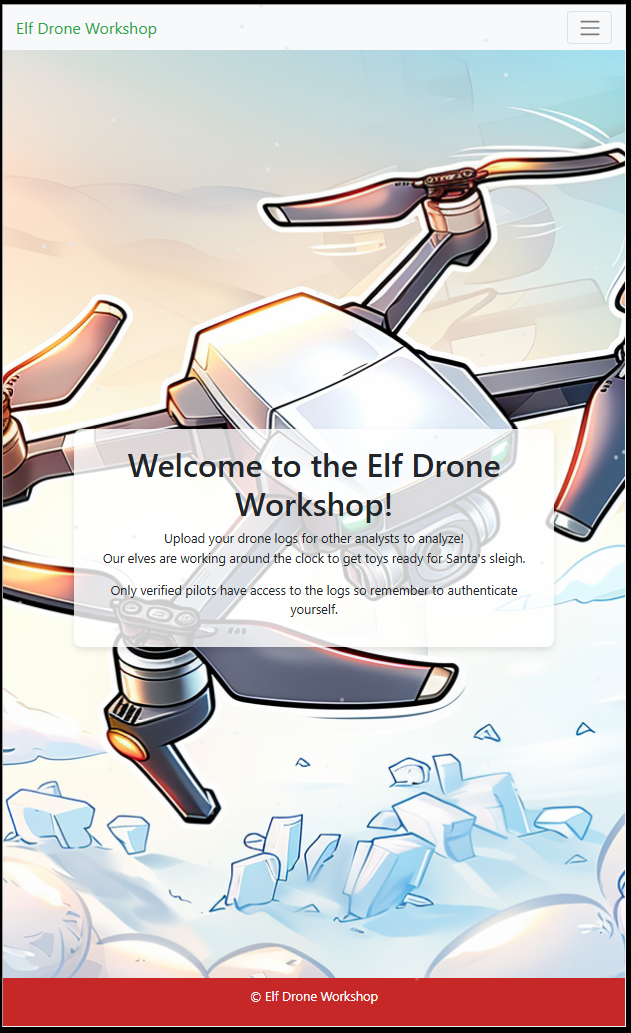 Elf Drone Workshop
Welcome to the Elf Drone
Workshop!
Upload your drone logs for other analysts to analyze!
Our elves are working around the clock to get toys ready for Santa's sleigh.
Only verified pilots have access to the logs so remember to authenticate
yourself.
© Elf Drone Workshop